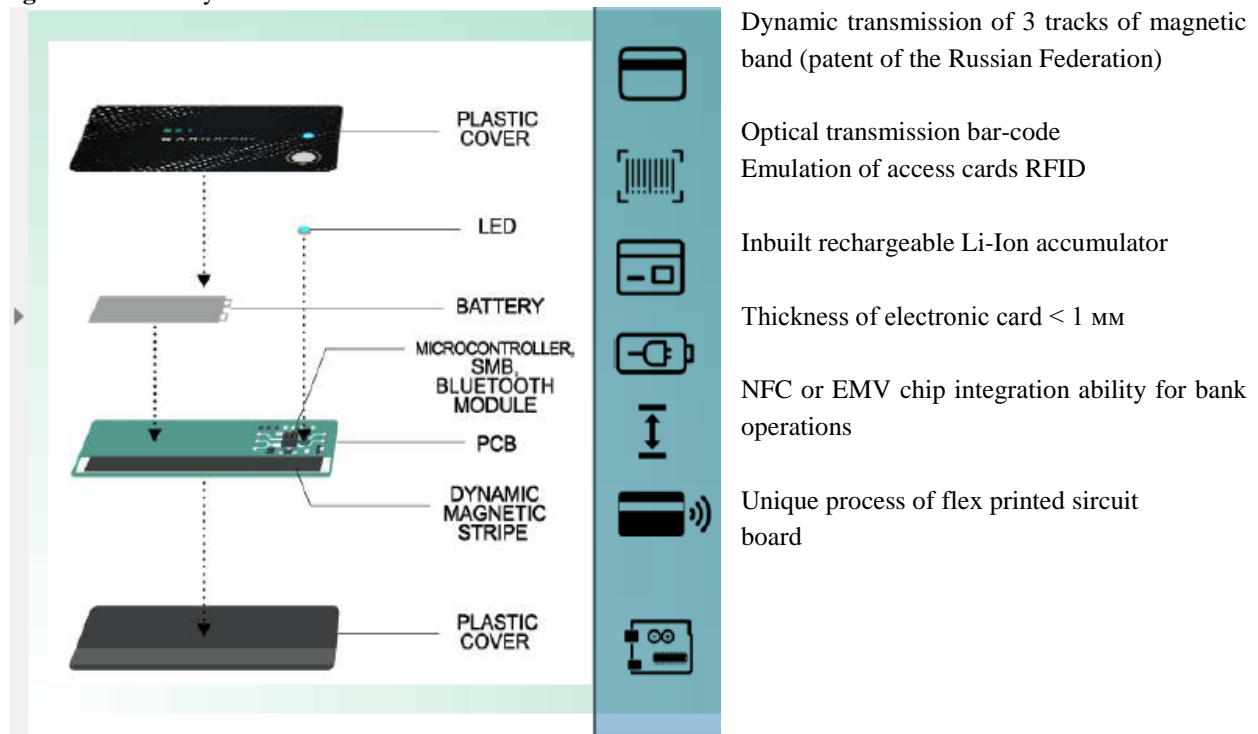 PLASTIC
COVER
LED
BATTERY
MICROCONTROLLER,
SMB,
BLUETOOTH
MODULE
PCB
DYNAMIC
MAGNETIC
STRIPE
PLASTIC
COVER
Dynamic transmission of 3 tracks of magnetic
band (patent of the Russian Federation)
Optical transmission bar-code
Emulation of access cards RFID
Inbuilt rechargeable Li-Ion accumulator
Thickness of electronic card < 1 мм
NFC or EMV chip integration ability for bank
operations
Unique process of flex printed sircuit
board